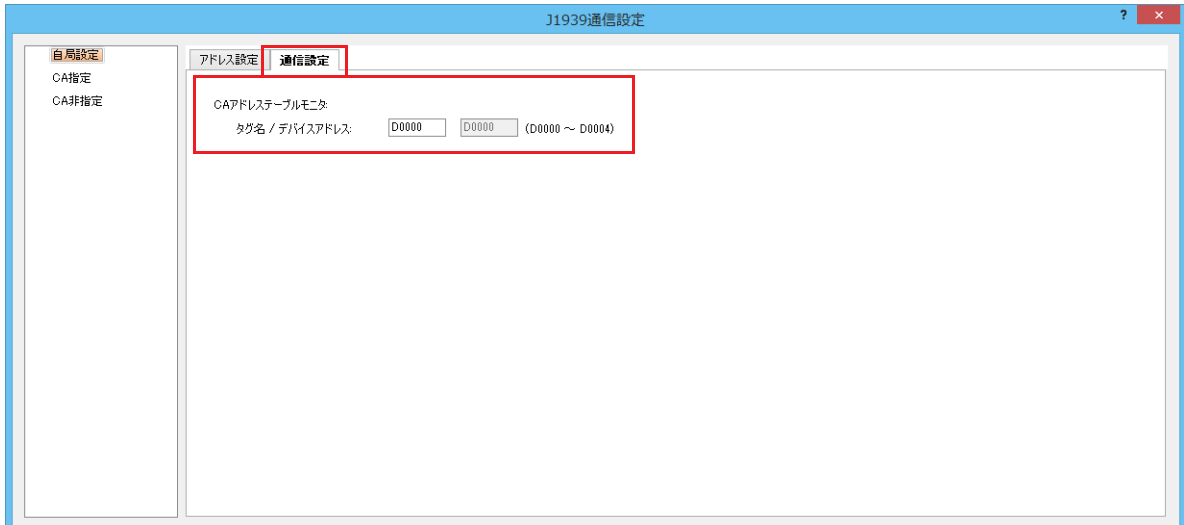 J1939通信設定
?
自局設定
CA指定
CA非指定
アドレス設定 通信設定
CAアドレステーブルモニタ:
タグ名 / デバイスアドレス: D0000 D0000 (D0000 ～ D0004)